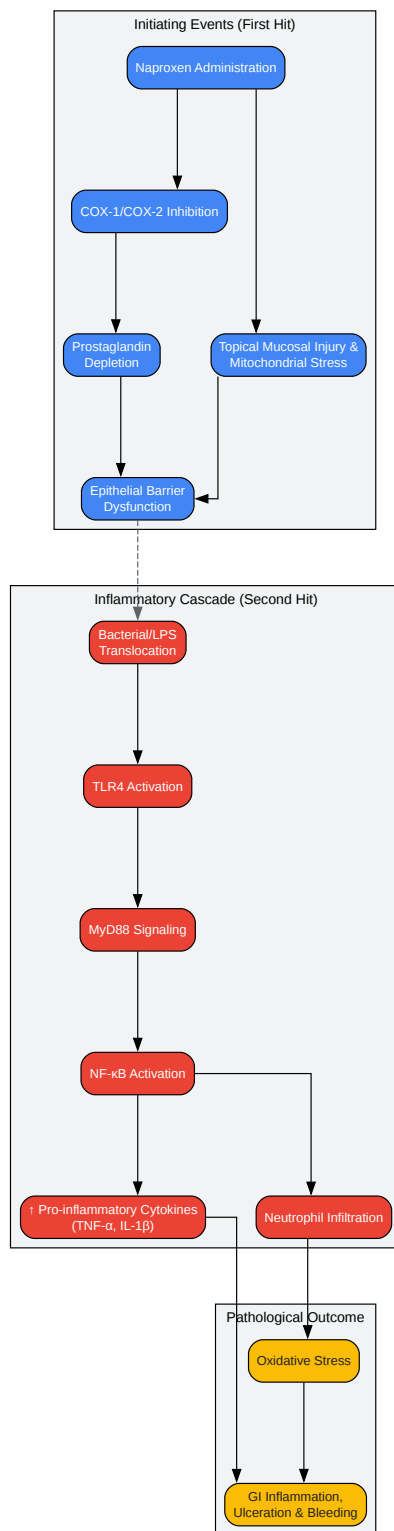 Initiating Events (First Hit)
Naproxen Administration
COX-1/COX-2 Inhibition
Prostaglandin
Depletion
Topical Mucosal Injury &
Mitochondrial Stress
Epithelial Barrier
Dysfunction
Inflammatory Cascade (Second Hit)
Bacterial/LPS
Translocation
TLR4 Activation
MyD88 Signaling
NF-κB Activation
↑ Pro-inflammatory Cytokines
(TNF-α, IL-1β)
Neutrophil Infiltration
Pathological Outcome
Oxidative Stress
GI Inflammation,
Ulceration & Bleeding